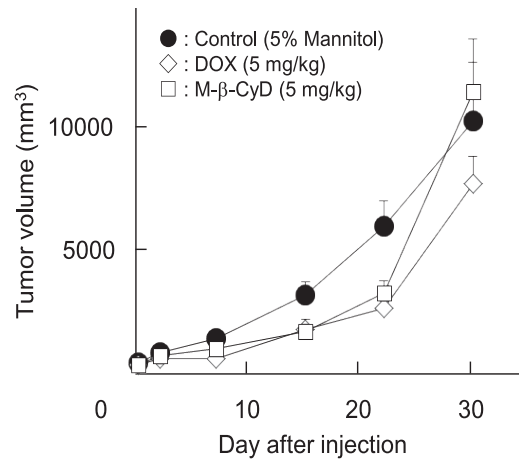 : Control (5% Mannitol)
: DOX (5 mg/kg)
: M-β-CyD (5 mg/kg)
Tumor volume (mm³)
10000
5000
0 10 20 30
Day after injection